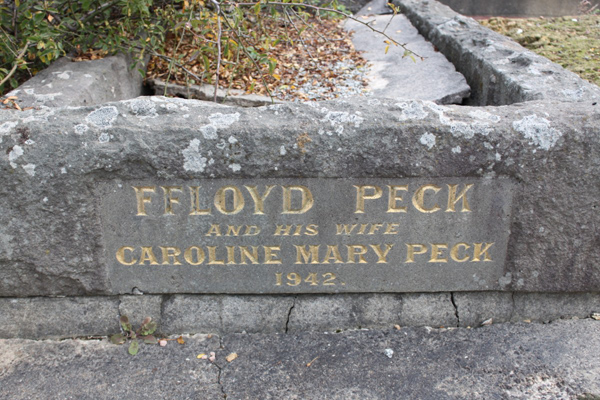 FFLOYD PECK
AND HIS WIFE
CAROLINE MARY PECK
1942.